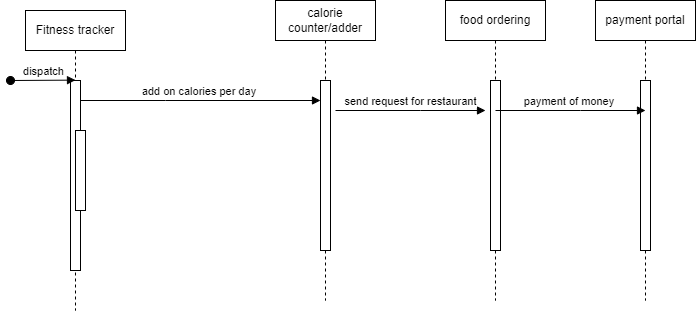 Fitness tracker
calorie
counter/adder
food ordering
payment portal
dispatch
add on calories per day
send request for restaurant
payment of money